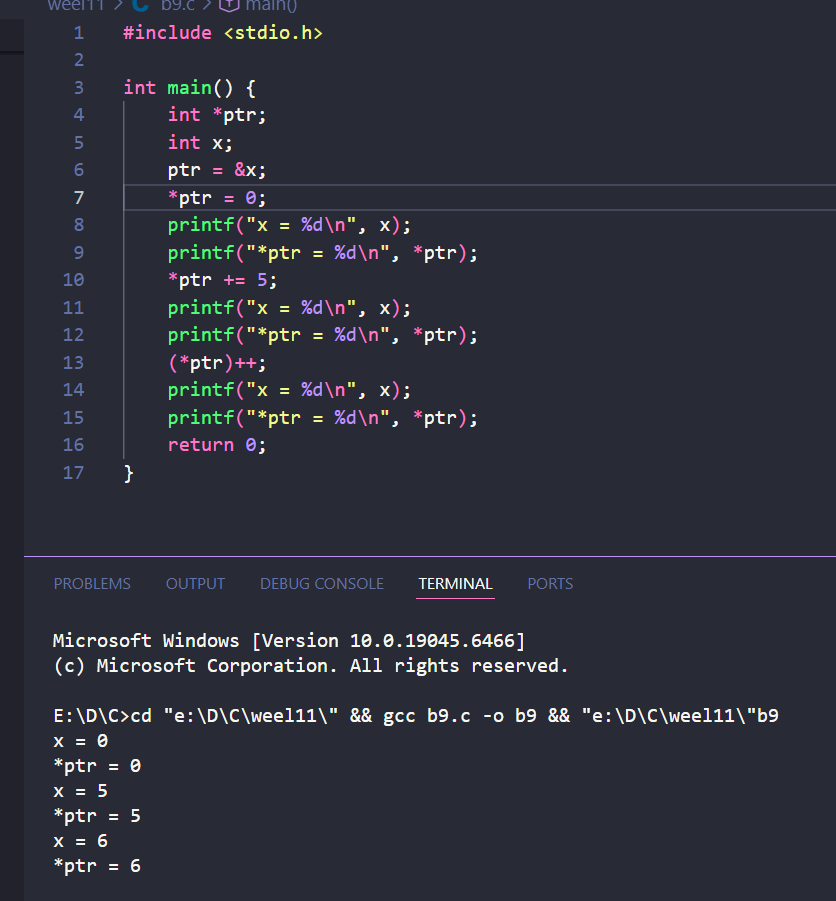 weel11 > C b9.c > main()
1 #include <stdio.h>
2
3 int main() {
4     int *ptr;
5     int x;
6     ptr = &x;
7     *ptr = 0;
8     printf("x = %d\n", x);
9     printf("*ptr = %d\n", *ptr);
10     *ptr += 5;
11     printf("x = %d\n", x);
12     printf("*ptr = %d\n", *ptr);
13     (*ptr)++;
14     printf("x = %d\n", x);
15     printf("*ptr = %d\n", *ptr);
16     return 0;
17 }
PROBLEMS OUTPUT DEBUG CONSOLE TERMINAL PORTS
Microsoft Windows [Version 10.0.19045.6466]
(c) Microsoft Corporation. All rights reserved.
E:\D\C>cd "e:\D\C\weel11\" && gcc b9.c -o b9 && "e:\D\C\weel11\"b9
x = 0
*ptr = 0
x = 5
*ptr = 5
x = 6
*ptr = 6